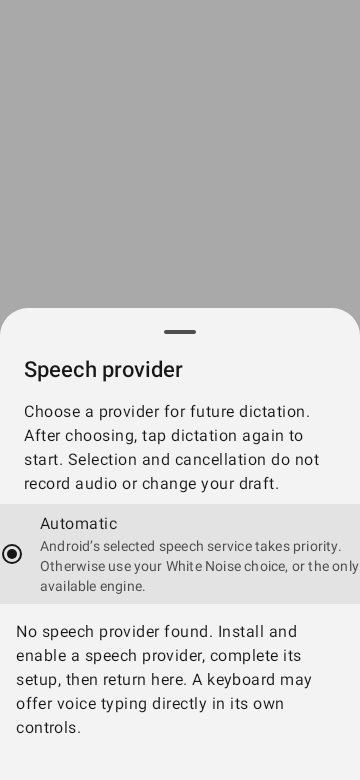 Speech provider
Choose a provider for future dictation.
After choosing, tap dictation again to
start. Selection and cancellation do not
record audio or change your draft.
Automatic
Android’s selected speech service takes priority.
Otherwise use your White Noise choice, or the only
available engine.
No speech provider found. Install and
enable a speech provider, complete its
setup, then return here. A keyboard may
offer voice typing directly in its own
controls.